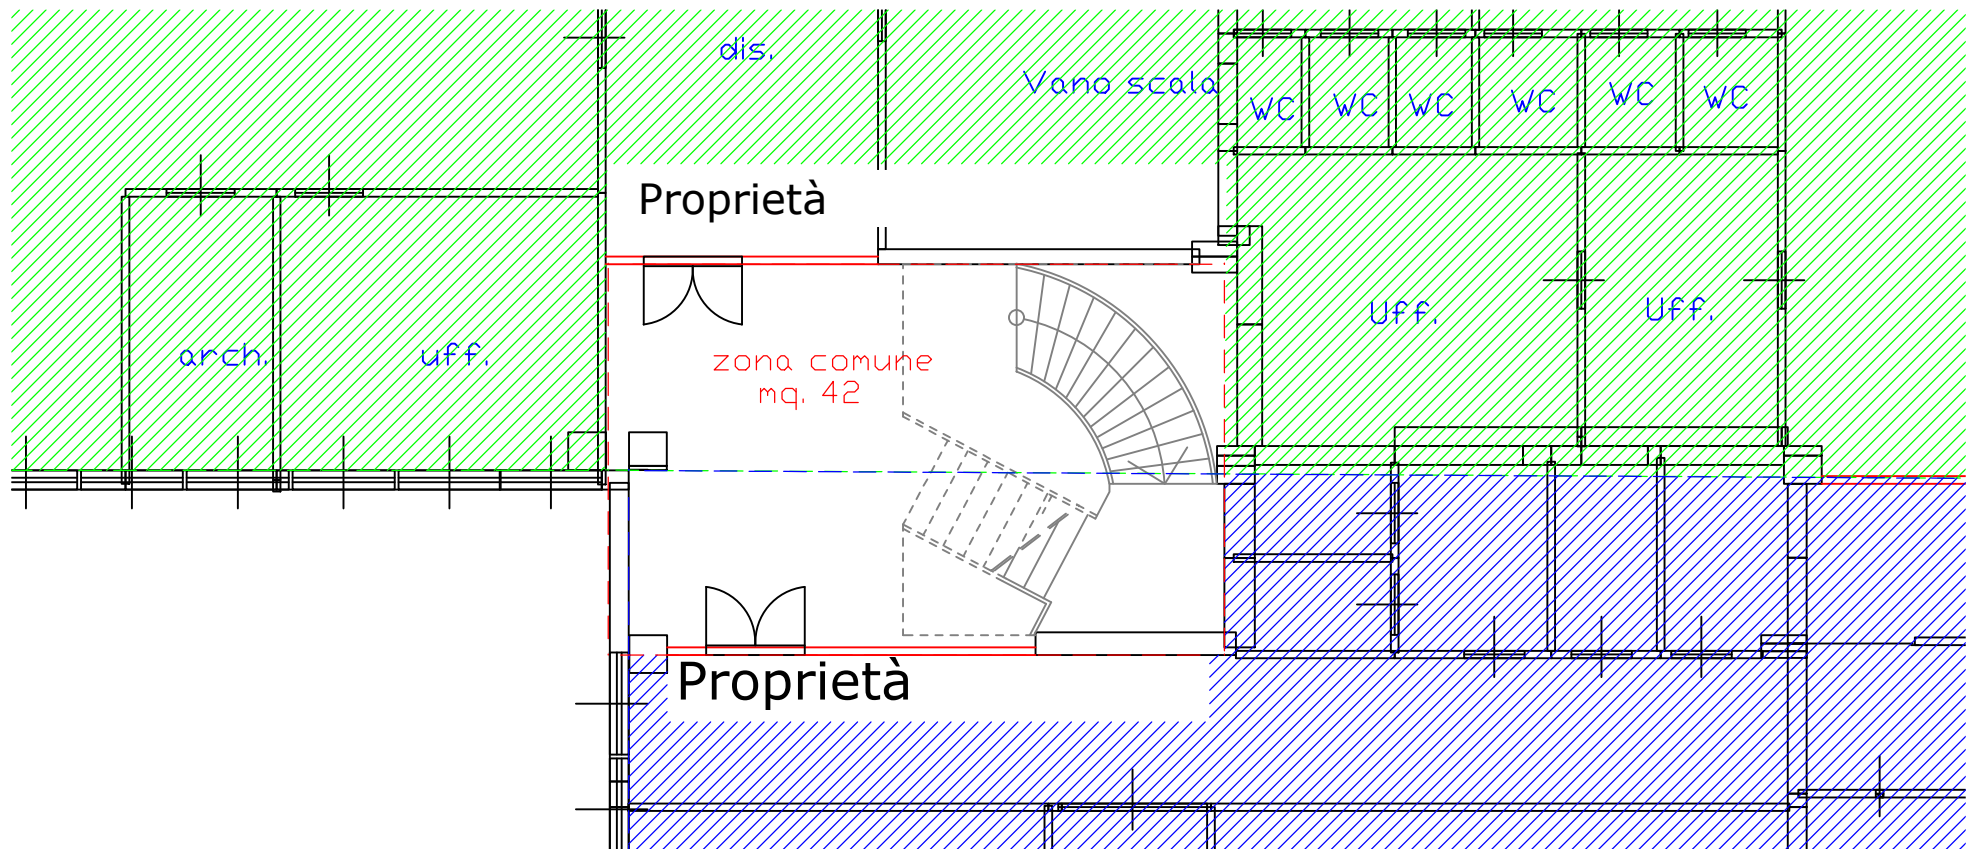 dis.
Vano scala
WC
WC
WC
WC
WC
WC
Proprietà
Uff.
Uff.
arch.
uff.
zona comune
mq. 42
Proprietà